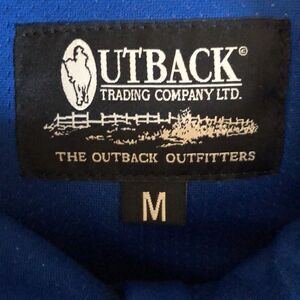 OUTBACK©
TRADING COMPANY LTD.
THE OUTBACK OUTFITTERS
M